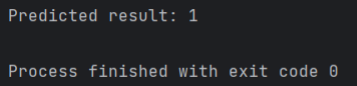 Predicted result: 1
Process finished with exit code 0